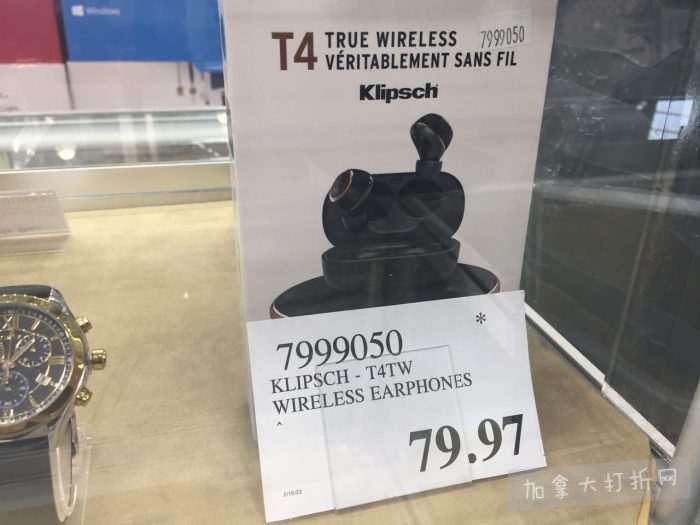 Windows
T4 TRUE WIRELESS
VÉRITABLEMENT SANS FIL
7999050
Klipsch
7999050 *
KLIPSCH - T4TW
WIRELESS EARPHONES
^
79.97
加拿大打折网